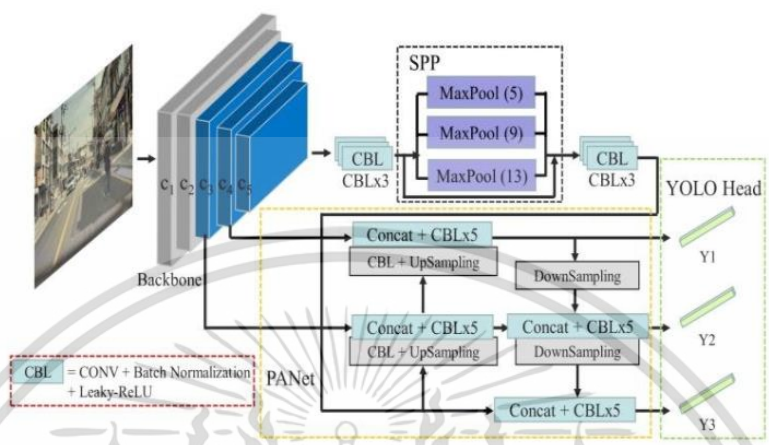 SPP
MaxPool (5)
MaxPool (9)
MaxPool (13)
CBL
CBLx3
CBL
CBLx3
c1
c2
c3
c4
c5
Backbone
YOLO Head
Concat + CBLx5
CBL + UpSampling
DownSampling
Y1
Concat + CBLx5
CBL + UpSampling
Concat + CBLx5
DownSampling
Y2
PANet
Concat + CBLx5
Y3
CBL = CONV + Batch Normalization
+ Leaky-ReLU